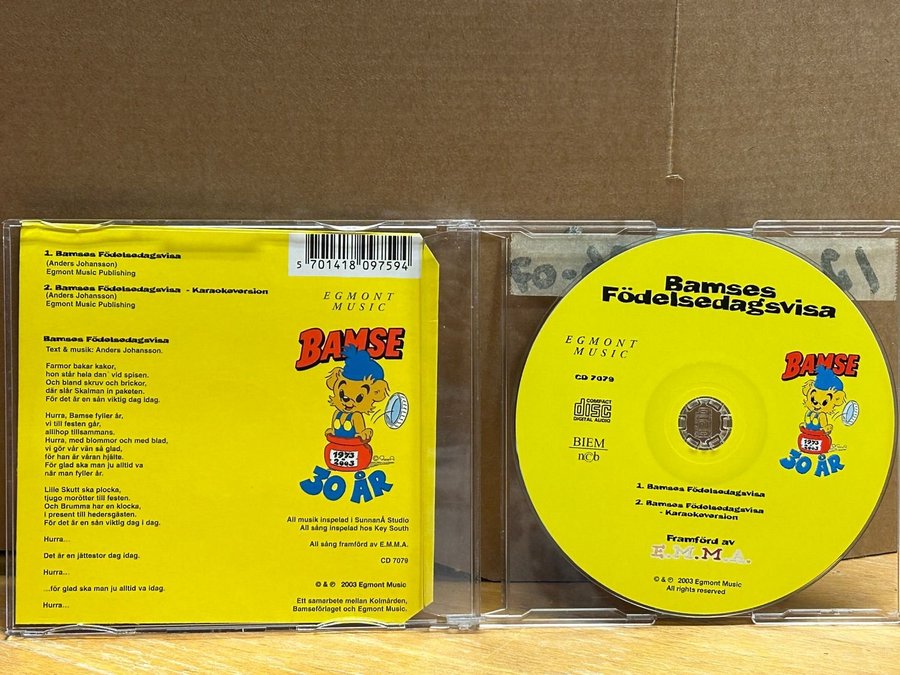 1. Bamses Födelsedagsvisa
(Anders Johansson)
Egmont Music Publishing
2. Bamses Födelsedagsvisa - Karaokeversion
(Anders Johansson)
Egmont Music Publishing
Bamses Födelsedagsvisa
Text & musik: Anders Johansson.
Farmor bakar kakor,
hon står hela dan` vid spisen.
Och bland skruv och brickor,
där slår Skalman in paketen.
För det är en sån viktig dag idag.
Hurra, Bamse fyller år,
vi till festen går,
allihop tillsammans.
Hurra, med blommor och med blad,
vi gör vår vän så glad,
för han är våran hjälte.
För glad ska man ju alltid va
när man fyller år.
Lille Skutt ska plocka,
tjugo morötter till festen.
Och Brumma har en klocka,
i present till hedersgästen.
För det är en sån viktig dag i dag.
Hurra...
Det är en jättestor dag idag.
Hurra...
...för glad ska man ju alltid va idag.
Hurra...
5 701418 097594
EGMONT
MUSIC
BAMSE
1973
2003
30 ÅR
All musik inspelad i SunnanÅ Studio
All sång inspelad hos Key South
All sång framförd av E.M.M.A.
CD 7079
© & ℗ 2003 Egmont Music
Ett samarbete mellan Kolmården,
Bamseförlaget och Egmont Music.
Bamses
Födelsedagsvisa
EGMONT
MUSIC
CD 7079
COMPACT
disc
DIGITAL AUDIO
BIEM
n©b
BAMSE
1973
2003
30 ÅR
1. Bamses Födelsedagsvisa
2. Bamses Födelsedagsvisa
- Karaokeversion
Framförd av
E.M.M.A.
© & ℗ 2003 Egmont Music
All rights reserved